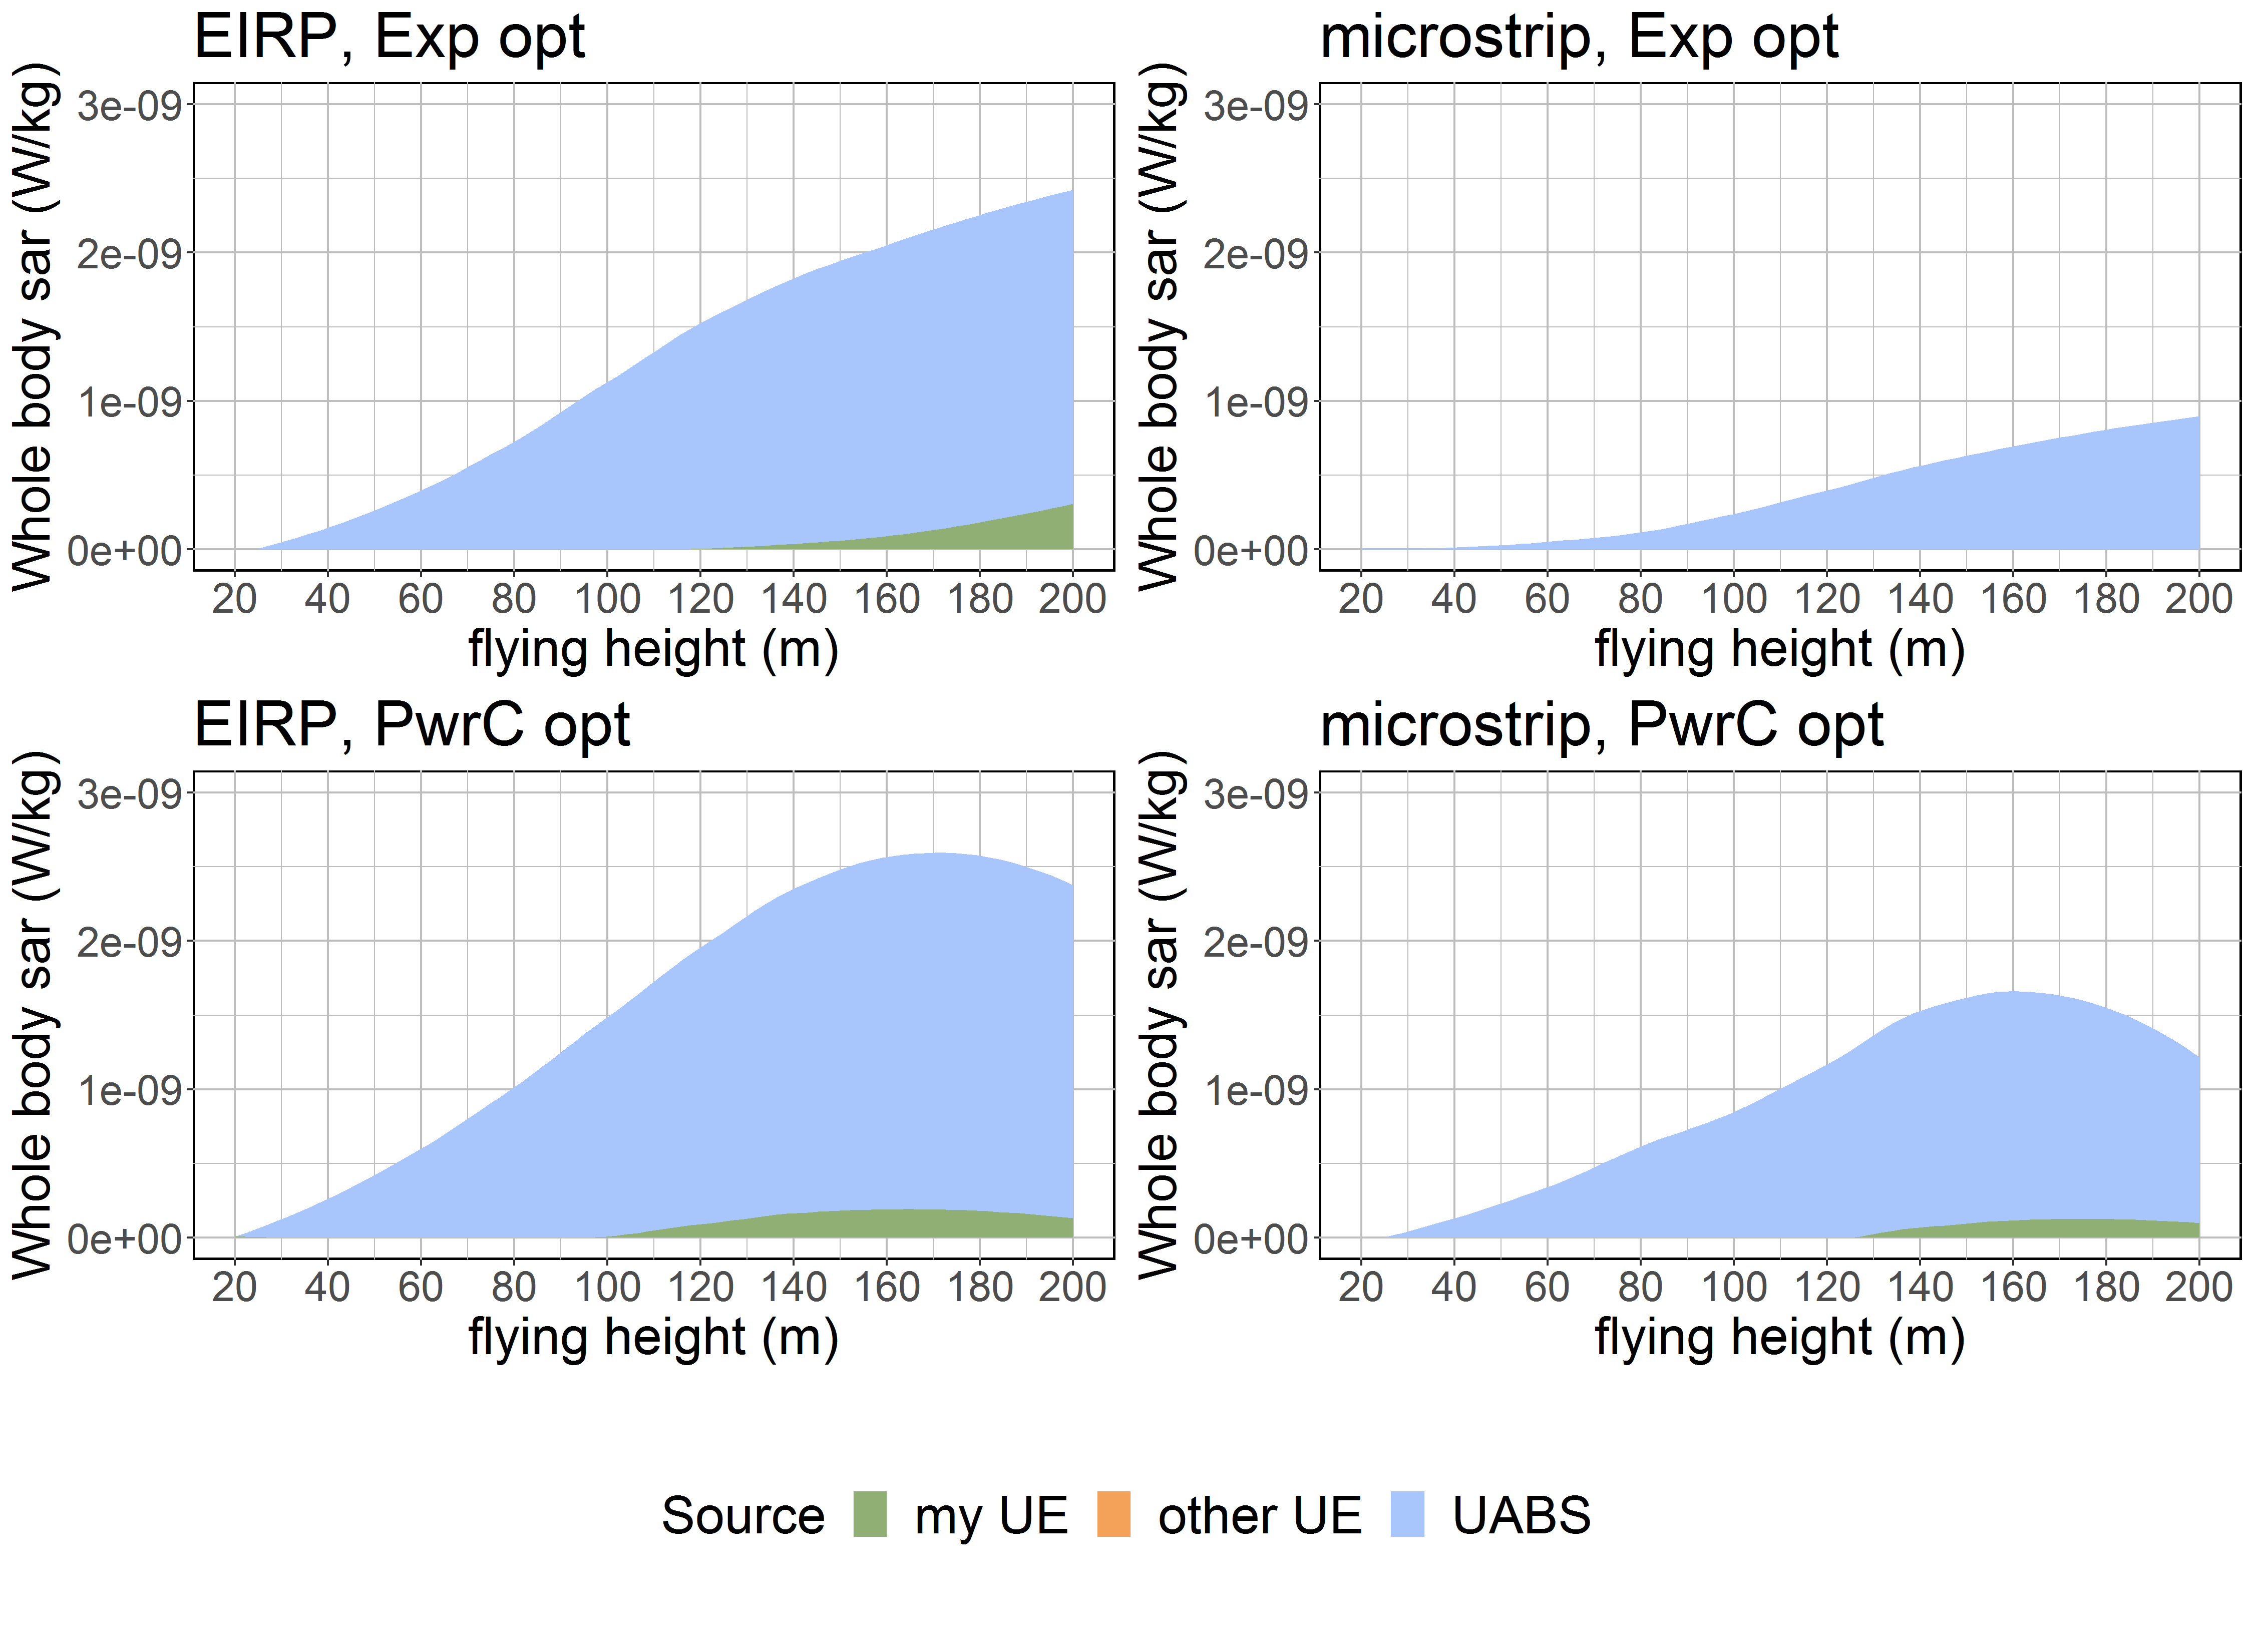 EIRP, Exp opt
Whole body sar (W/kg)
3e-09
2e-09
1e-09
0e+00
20 40 60 80 100 120 140 160 180 200
flying height (m)
microstrip, Exp opt
Whole body sar (W/kg)
3e-09
2e-09
1e-09
0e+00
20 40 60 80 100 120 140 160 180 200
flying height (m)
EIRP, PwrC opt
Whole body sar (W/kg)
3e-09
2e-09
1e-09
0e+00
20 40 60 80 100 120 140 160 180 200
flying height (m)
microstrip, PwrC opt
Whole body sar (W/kg)
3e-09
2e-09
1e-09
0e+00
20 40 60 80 100 120 140 160 180 200
flying height (m)
Source my UE other UE UABS